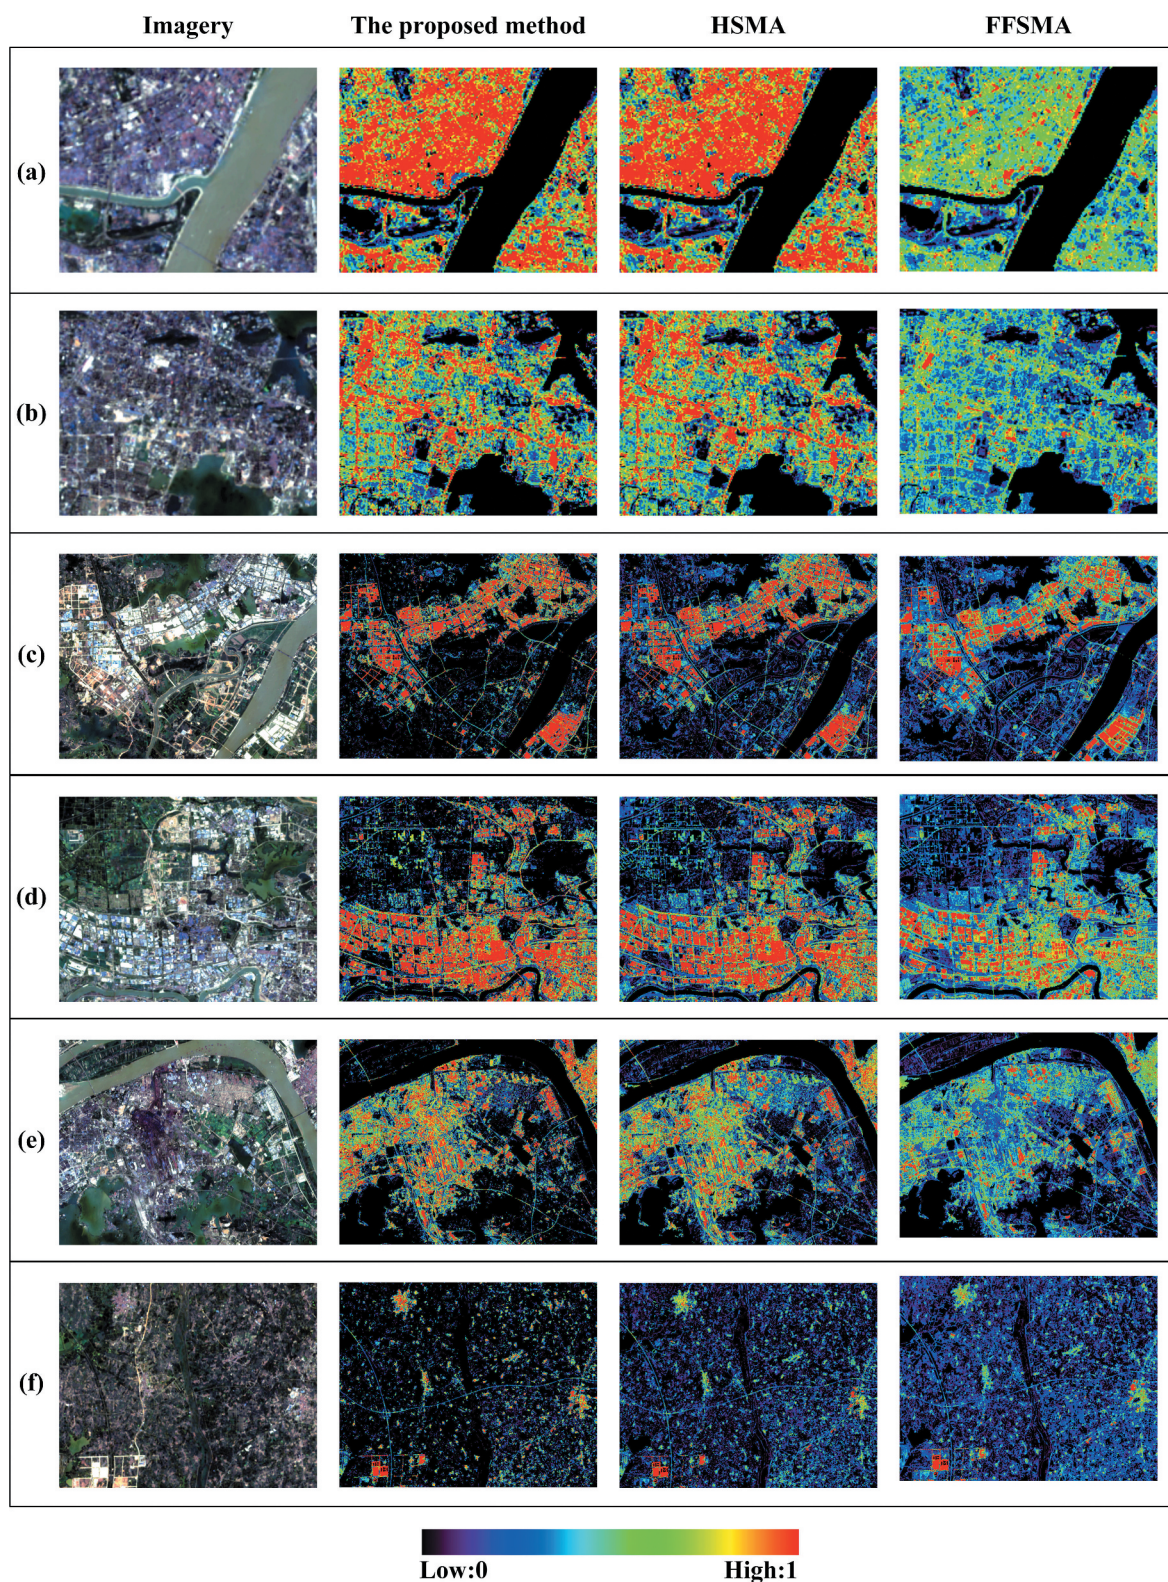 Imagery The proposed method HSMA FFSMA
(a)
(b)
(c)
(d)
(e)
(f)
Low:0 High:1